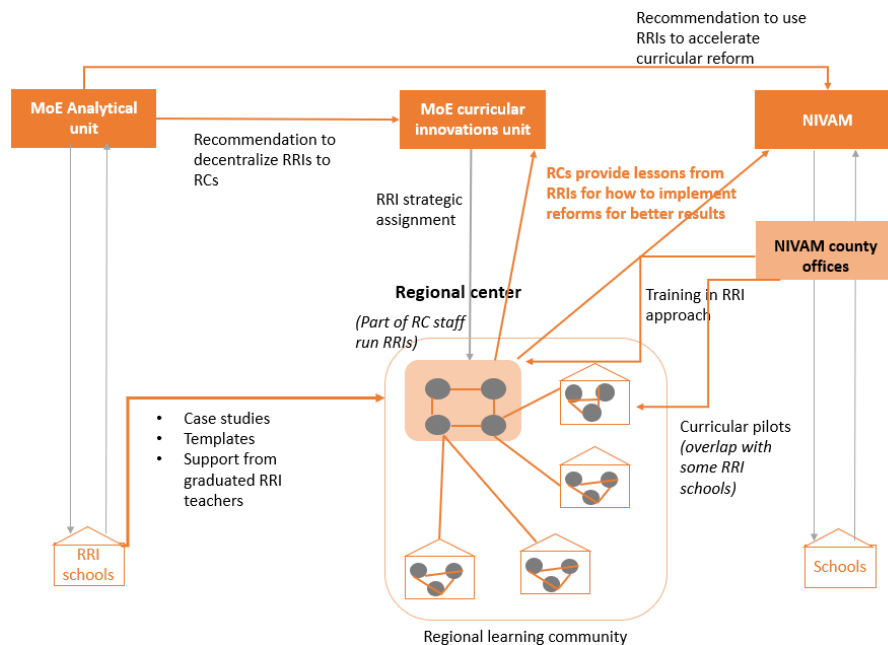 Recommendation to use
RRIs to accelerate
curricular reform
MoE Analytical
unit
MoE curricular
innovations unit
NIVAM
Recommendation to
decentralize RRIs to
RCs
RRI strategic
assignment
RCs provide lessons from
RRIs for how to implement
reforms for better results
NIVAM county
offices
Regional center
(Part of RC staff
run RRIs)
Training in RRI
approach
• Case studies
• Templates
• Support from
graduated RRI
teachers
Curricular pilots
(overlap with
some RRI
schools)
RRI
schools
Schools
Regional learning community